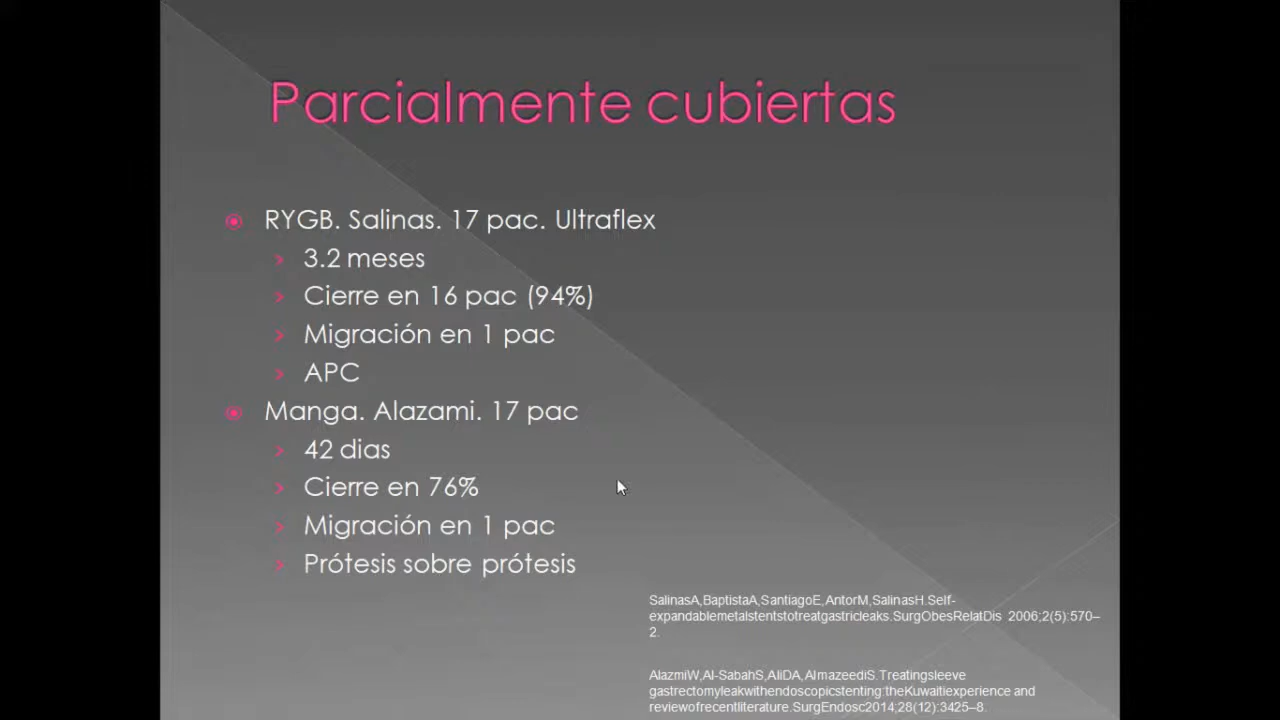 Parcialmente cubiertas
RYGB. Salinas. 17 pac. Ultraflex
3.2 meses
Cierre en 16 pac (94%)
Migración en 1 pac
APC
Manga. Alazami. 17 pac
42 dias
Cierre en 76%
Migración en 1 pac
Prótesis sobre prótesis
SalinasA,BaptistaA,SantiagoE,AntorM,SalinasH.Self-
expandablemetalstentstotreatgastricleaks.SurgObesRelatDis 2006;2(5):570–
2.
AlazmiW,Al-SabahS,AliDA,AlmazeediS.Treatingsleeve
gastrectomyleakwithendoscopicstenting:theKuwaitiexperience and
reviewofrecentliterature.SurgEndosc2014;28(12):3425–8.